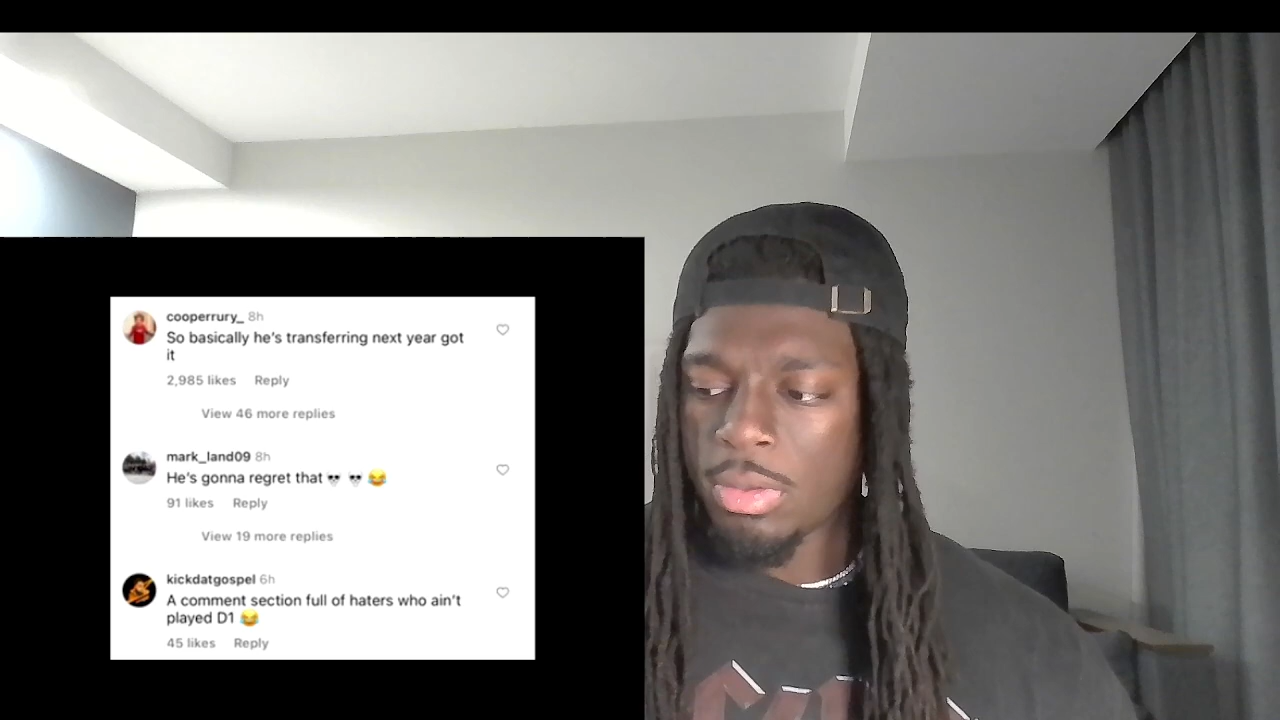 cooperrury_ 8h
So basically he's transferring next year got
it
2,985 likes Reply
View 46 more replies
mark_land09 8h
He's gonna regret that 💀 💀 😂
91 likes Reply
View 19 more replies
kickdatgospel 6h
A comment section full of haters who ain't
played D1 😂
45 likes Reply